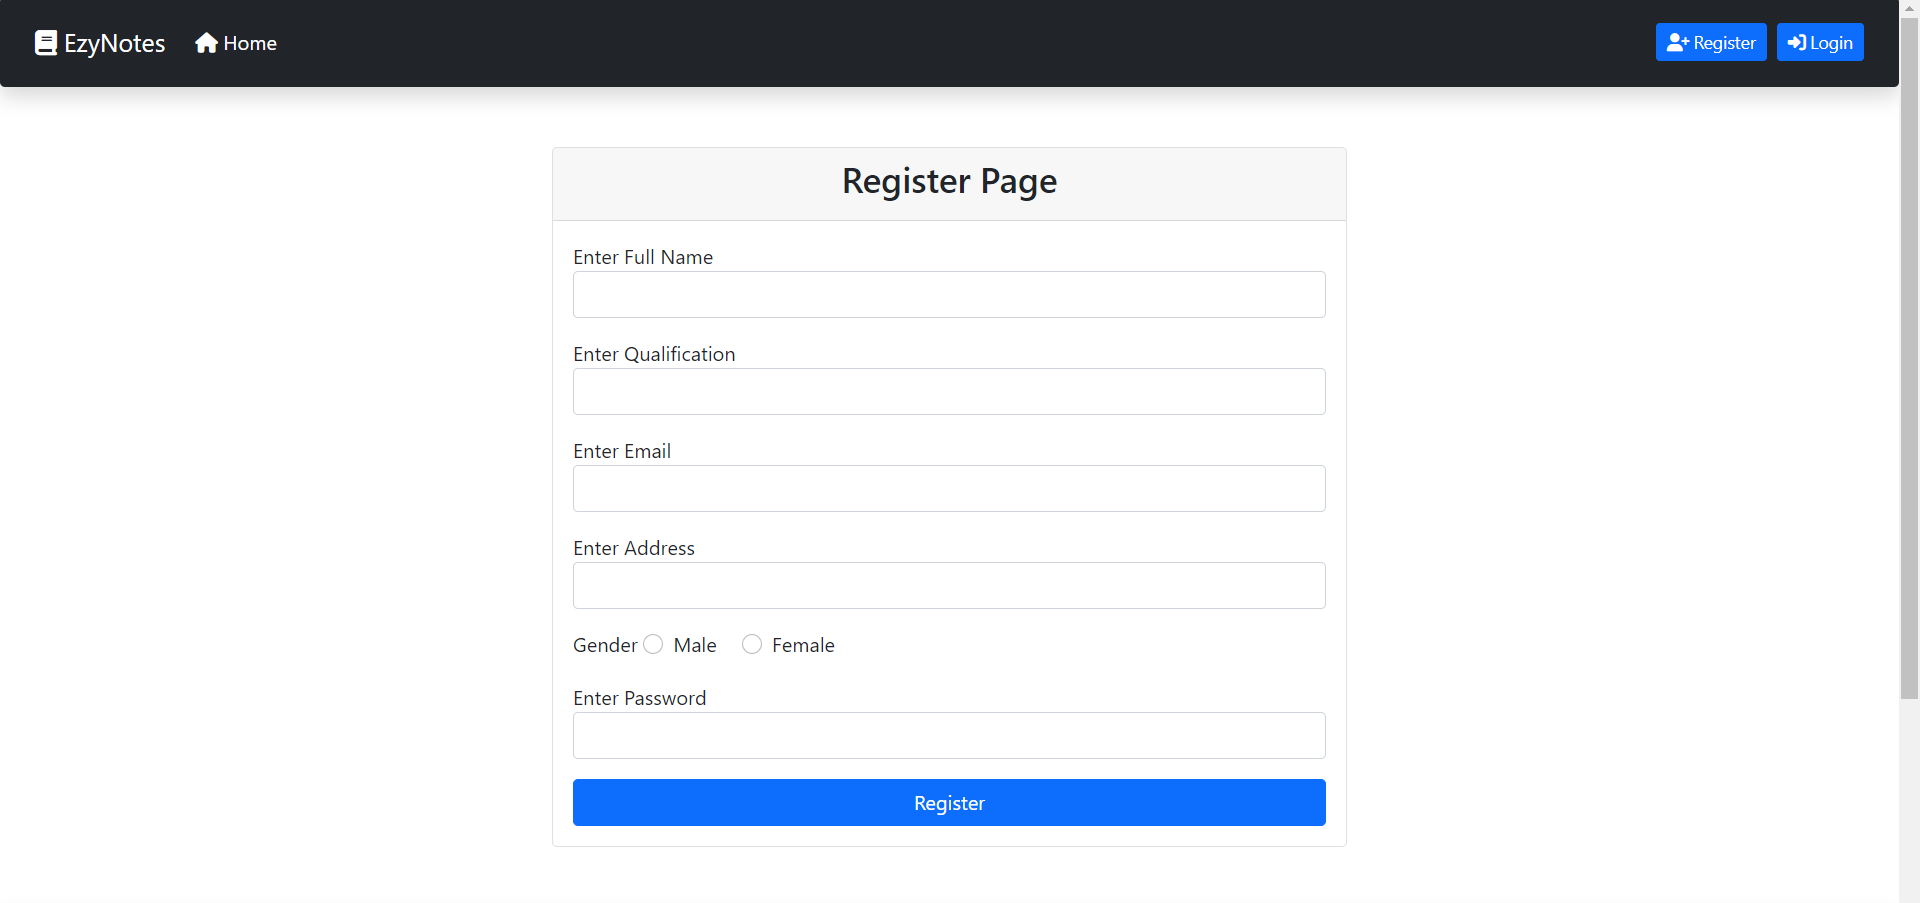 EzyNotes Home Register Login
Register Page
Enter Full Name
Enter Qualification
Enter Email
Enter Address
Gender Male Female
Enter Password
Register